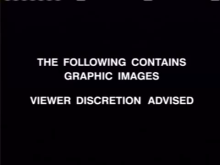 THE FOLLOWING CONTAINS
GRAPHIC IMAGES
VIEWER DISCRETION ADVISED